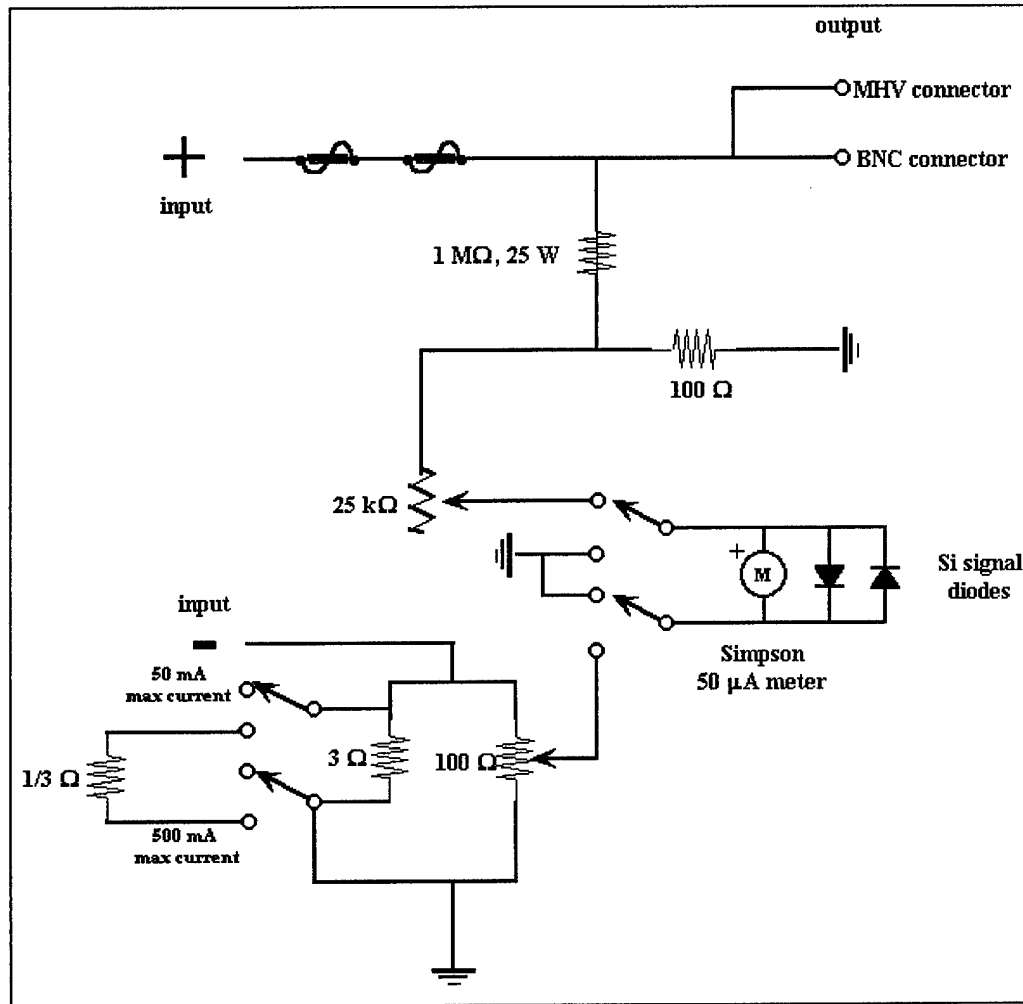 output
MHV connector
BNC connector
+
input
1 MΩ, 25 W
100 Ω
25 kΩ
+
M
Si signal
diodes
input
-
Simpson
50 µA meter
50 mA
max current
3 Ω
100 Ω
1/3 Ω
500 mA
max current